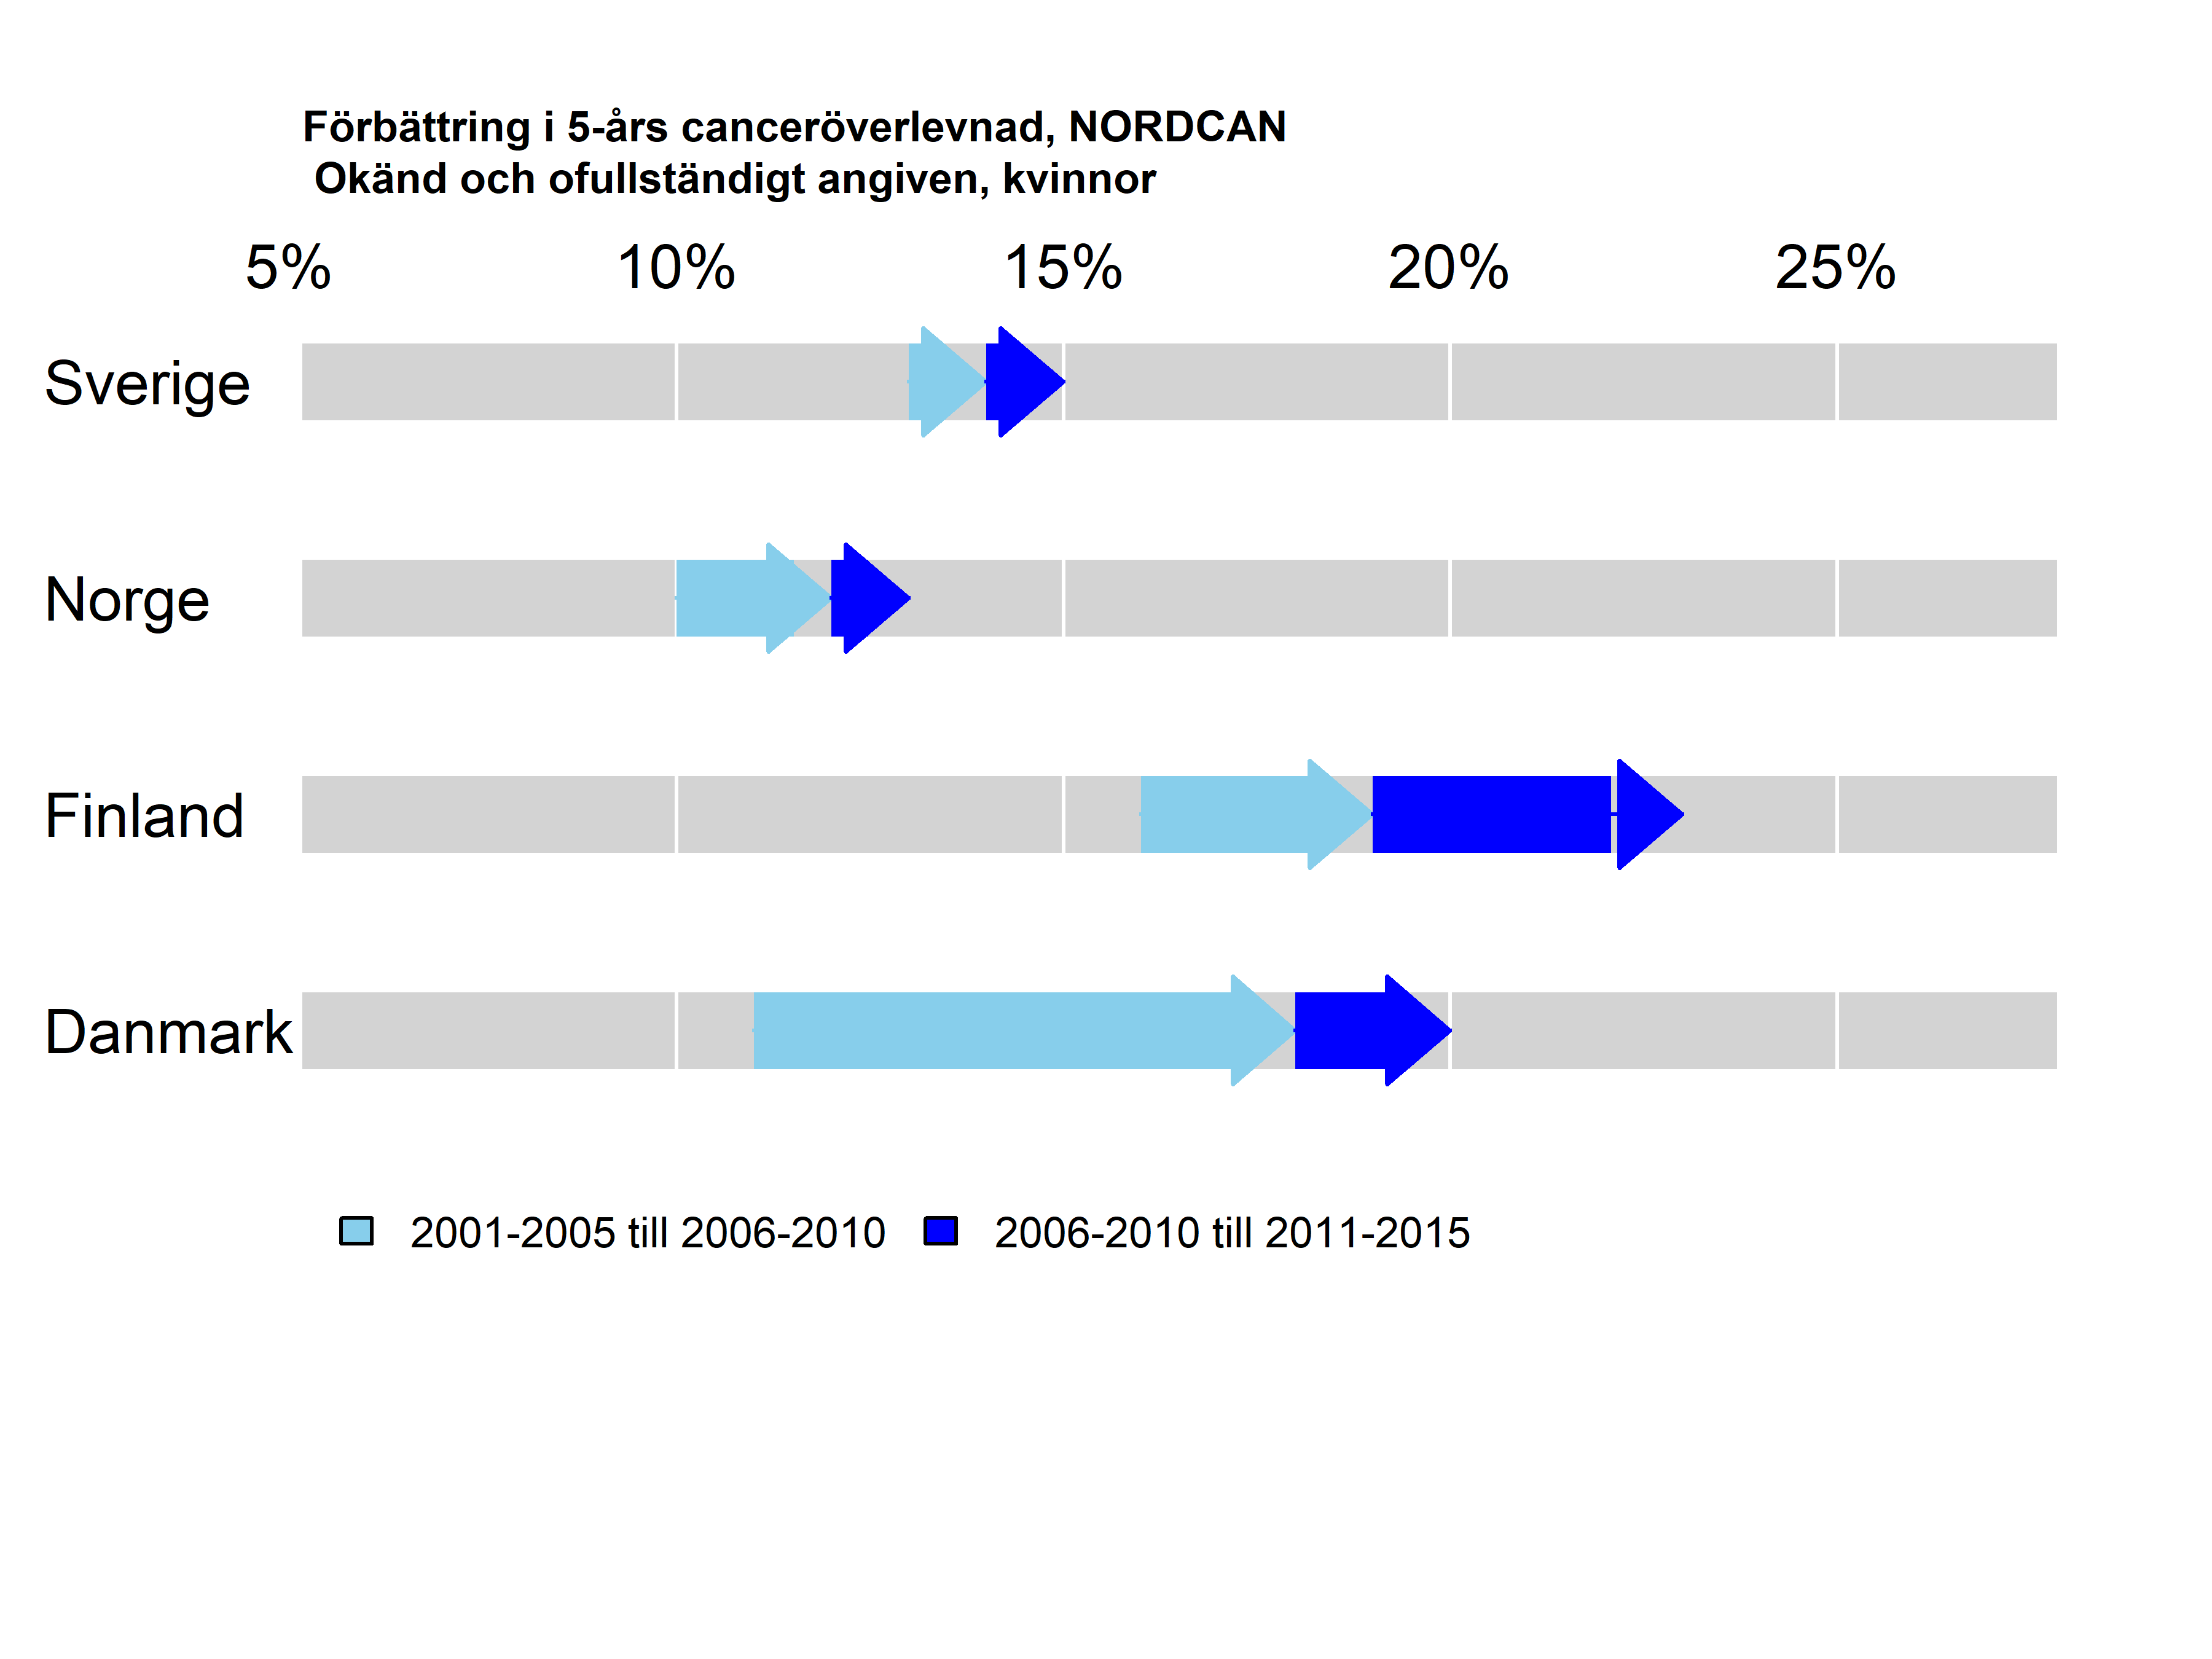 Förbättring i 5-års canceröverlevnad, NORDCAN
Okänd och ofullständigt angiven, kvinnor
5% 10% 15% 20% 25%
Sverige
Norge
Finland
Danmark
2001-2005 till 2006-2010 2006-2010 till 2011-2015